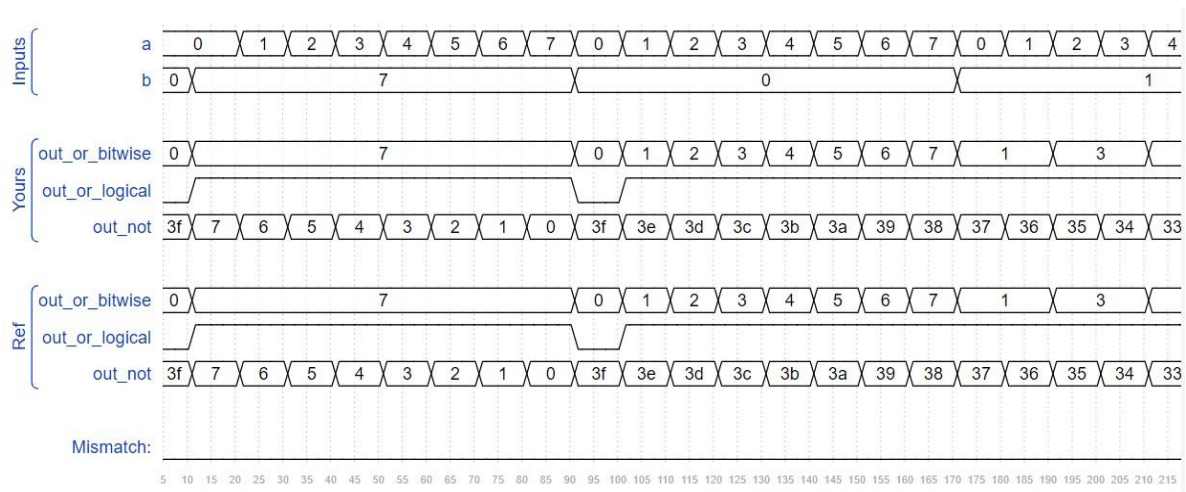 Inputs
a 0 1 2 3 4 5 6 7 0 1 2 3 4 5 6 7 0 1 2 3 4
b 0 7 0 1
Yours
out_or_bitwise 0 7 0 1 2 3 4 5 6 7 1 3
out_or_logical
out_not 3f 7 6 5 4 3 2 1 0 3f 3e 3d 3c 3b 3a 39 38 37 36 35 34 33
Ref
out_or_bitwise 0 7 0 1 2 3 4 5 6 7 1 3
out_or_logical
out_not 3f 7 6 5 4 3 2 1 0 3f 3e 3d 3c 3b 3a 39 38 37 36 35 34 33
Mismatch:
5 10 15 20 25 30 35 40 45 50 55 60 65 70 75 80 85 90 95 100 105 110 115 120 125 130 135 140 145 150 155 160 165 170 175 180 185 190 195 200 205 210 215